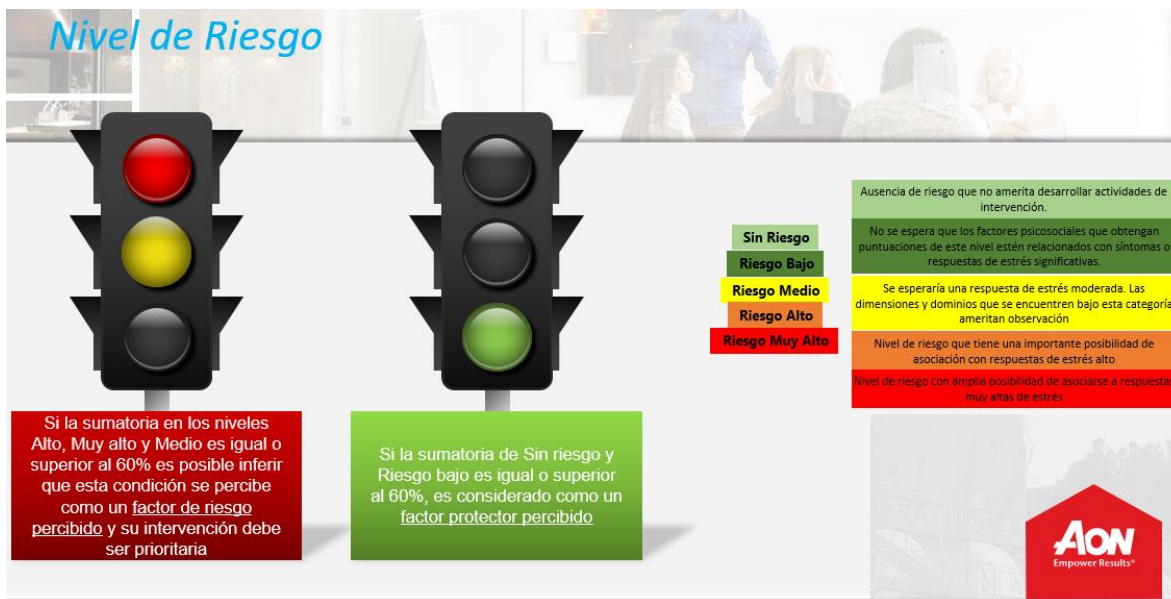 Nivel de Riesgo
Si la sumatoria en los niveles
Alto, Muy alto y Medio es igual o
superior al 60% es posible inferir
que esta condición se percibe
como un factor de riesgo
percibido y su intervención debe
ser prioritaria
Si la sumatoria de Sin riesgo y
Riesgo bajo es igual o superior
al 60%, es considerado como un
factor protector percibido
Sin Riesgo
Riesgo Bajo
Riesgo Medio
Riesgo Alto
Riesgo Muy Alto
Ausencia de riesgo que no amerita desarrollar actividades de
intervención.
No se espera que los factores psicosociales que obtengan
puntuaciones de este nivel estén relacionados con síntomas o
respuestas de estrés significativas.
Se esperaría una respuesta de estrés moderada. Las
dimensiones y dominios que se encuentren bajo esta categoría
ameritan observación
Nivel de riesgo que tiene una importante posibilidad de
asociación con respuestas de estrés alto
Nivel de riesgo con amplia posibilidad de asociarse a respuestas
muy altas de estrés
AON
Empower Results®